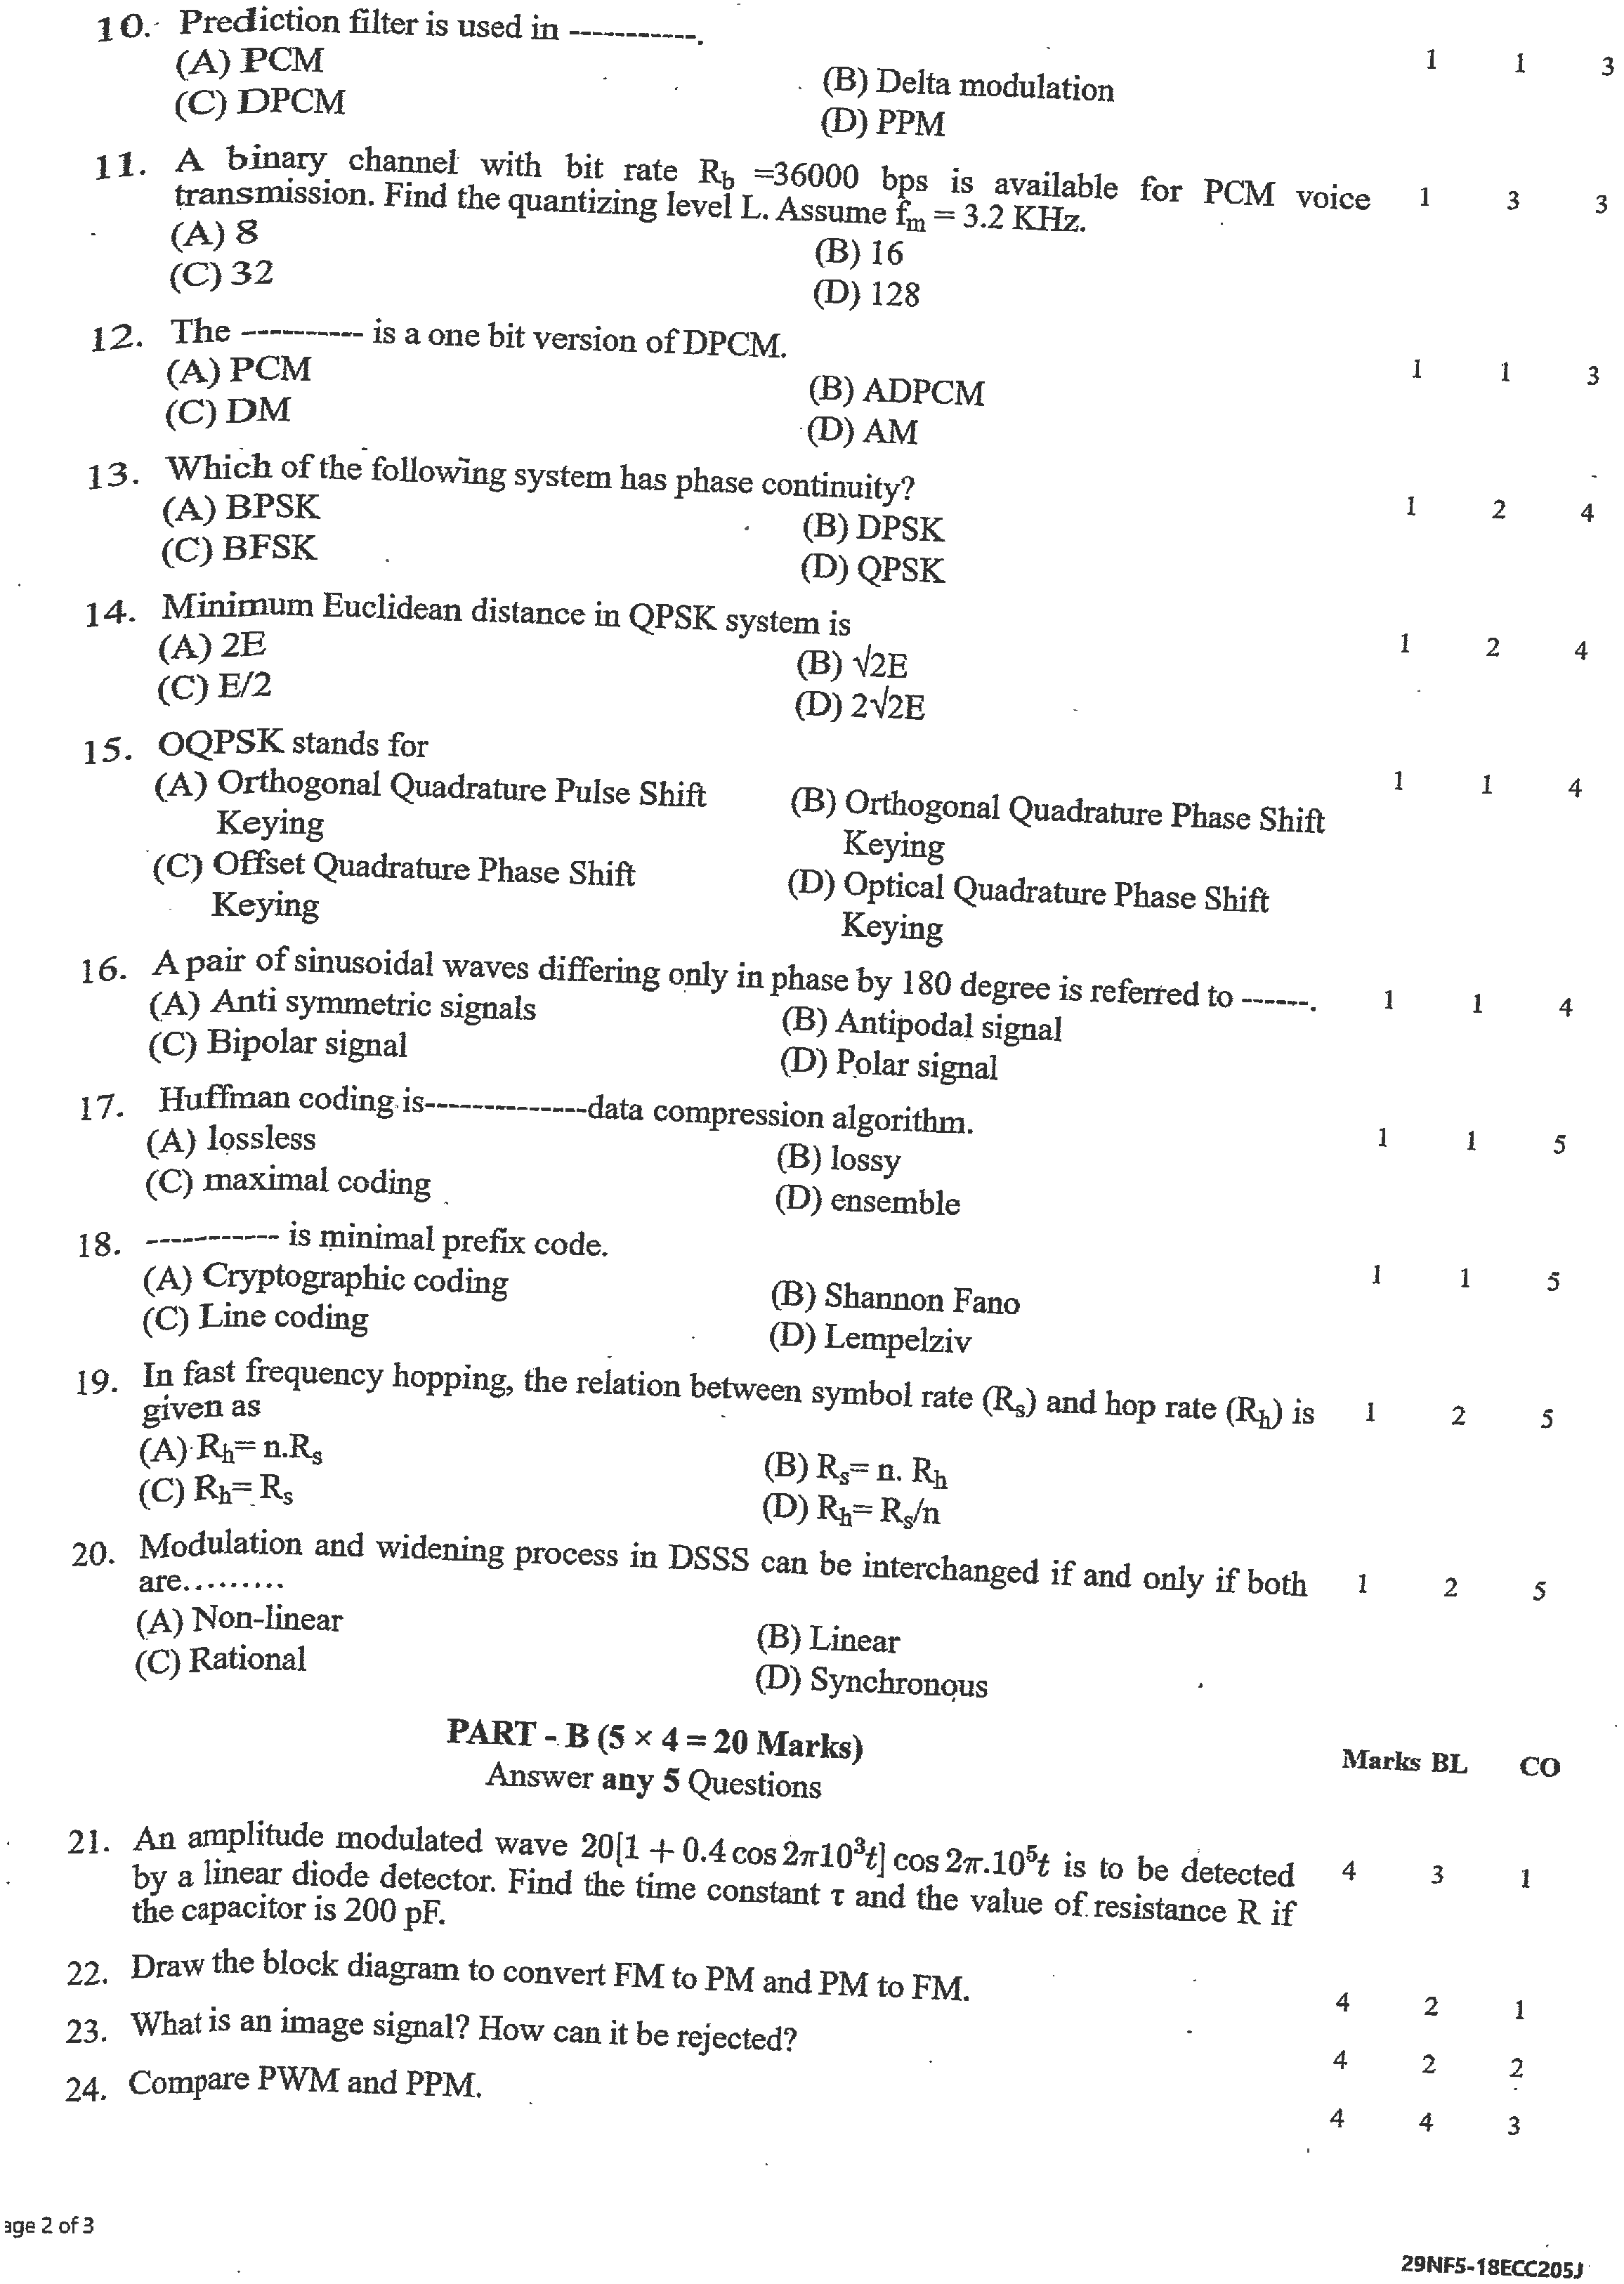 10. Prediction filter is used in -----------.
(A) PCM (B) Delta modulation 1 1 3
(C) DPCM (D) PPM
11. A binary channel with bit rate Rb =36000 bps is available for PCM voice 1 3 3
transmission. Find the quantizing level L. Assume fm = 3.2 KHz.
(A) 8 (B) 16
(C) 32 (D) 128
12. The ---------- is a one bit version of DPCM. 1 1 3
(A) PCM (B) ADPCM
(C) DM (D) AM
13. Which of the following system has phase continuity? 1 2 4
(A) BPSK (B) DPSK
(C) BFSK (D) QPSK
14. Minimum Euclidean distance in QPSK system is 1 2 4
(A) 2E (B) √2E
(C) E/2 (D) 2√2E
15. OQPSK stands for 1 1 4
(A) Orthogonal Quadrature Pulse Shift (B) Orthogonal Quadrature Phase Shift
Keying Keying
(C) Offset Quadrature Phase Shift (D) Optical Quadrature Phase Shift
Keying Keying
16. A pair of sinusoidal waves differing only in phase by 180 degree is referred to ------. 1 1 4
(A) Anti symmetric signals (B) Antipodal signal
(C) Bipolar signal (D) Polar signal
17. Huffman coding is--------------data compression algorithm. 1 1 5
(A) lossless (B) lossy
(C) maximal coding (D) ensemble
18. ----------- is minimal prefix code. 1 1 5
(A) Cryptographic coding (B) Shannon Fano
(C) Line coding (D) Lempelziv
19. In fast frequency hopping, the relation between symbol rate (Rs) and hop rate (Rh) is 1 2 5
given as
(A) Rh= n.Rs (B) Rs= n. Rh
(C) Rh= Rs (D) Rh= Rs/n
20. Modulation and widening process in DSSS can be interchanged if and only if both 1 2 5
are.........
(A) Non-linear (B) Linear
(C) Rational (D) Synchronous
PART - B (5 × 4 = 20 Marks) Marks BL CO
Answer any 5 Questions
21. An amplitude modulated wave 20[1 + 0.4 cos 2π10³t] cos 2π.10⁵t is to be detected 4 3 1
by a linear diode detector. Find the time constant τ and the value of resistance R if
the capacitor is 200 pF.
22. Draw the block diagram to convert FM to PM and PM to FM. 4 2 1
23. What is an image signal? How can it be rejected? 4 2 2
24. Compare PWM and PPM. 4 4 3
age 2 of 3
29NF5-18ECC205J